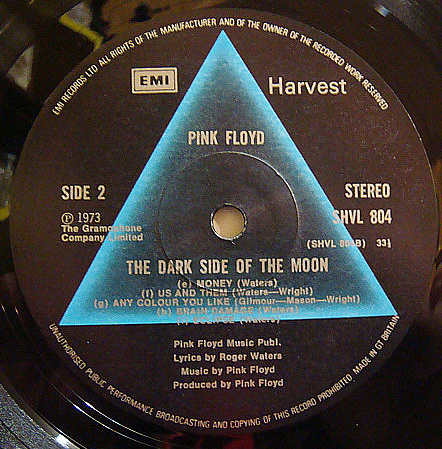 EMI RECORDS LTD ALL RIGHTS OF THE MANUFACTURER AND OF THE OWNER OF THE RECORDED WORK RESERVED
EMI
Harvest
PINK FLOYD
SIDE 2
STEREO
℗ 1973
SHVL 804
The Gramophone
Company Limited
(SHVL 804B) 33⅓
THE DARK SIDE OF THE MOON
(e) MONEY (Waters)
(f) US AND THEM (Waters—Wright)
(g) ANY COLOUR YOU LIKE (Gilmour—Mason—Wright)
(h) BRAIN DAMAGE (Waters)
(i) ECLIPSE (Waters)
Pink Floyd Music Publ.
Lyrics by Roger Waters
Music by Pink Floyd
Produced by Pink Floyd
UNAUTHORISED PUBLIC PERFORMANCE BROADCASTING AND COPYING OF THIS RECORD PROHIBITED. MADE IN GT BRITAIN